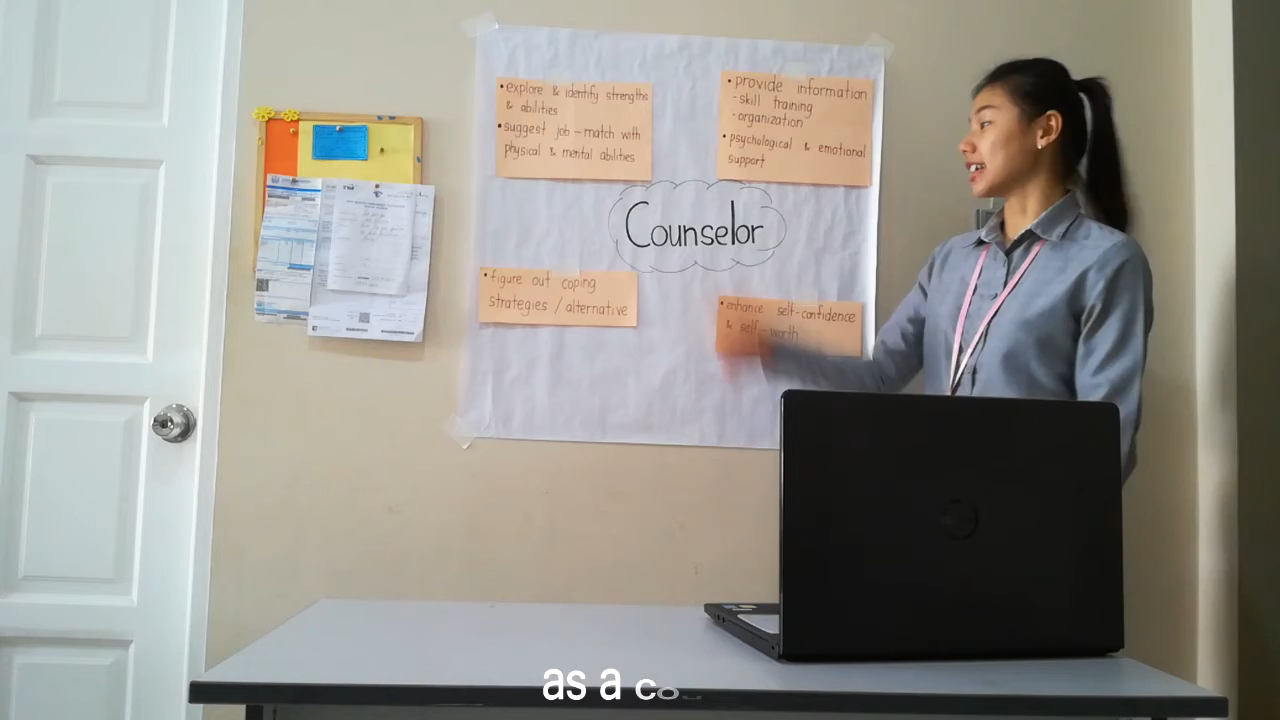 • explore & identify strengths
& abilities
• suggest job - match with
physical & mental abilities
• provide information
- skill training
- organization
• psychological & emotional
support
Counselor
• figure out coping
strategies / alternative
• enhance self-confidence
& self-worth
as a co